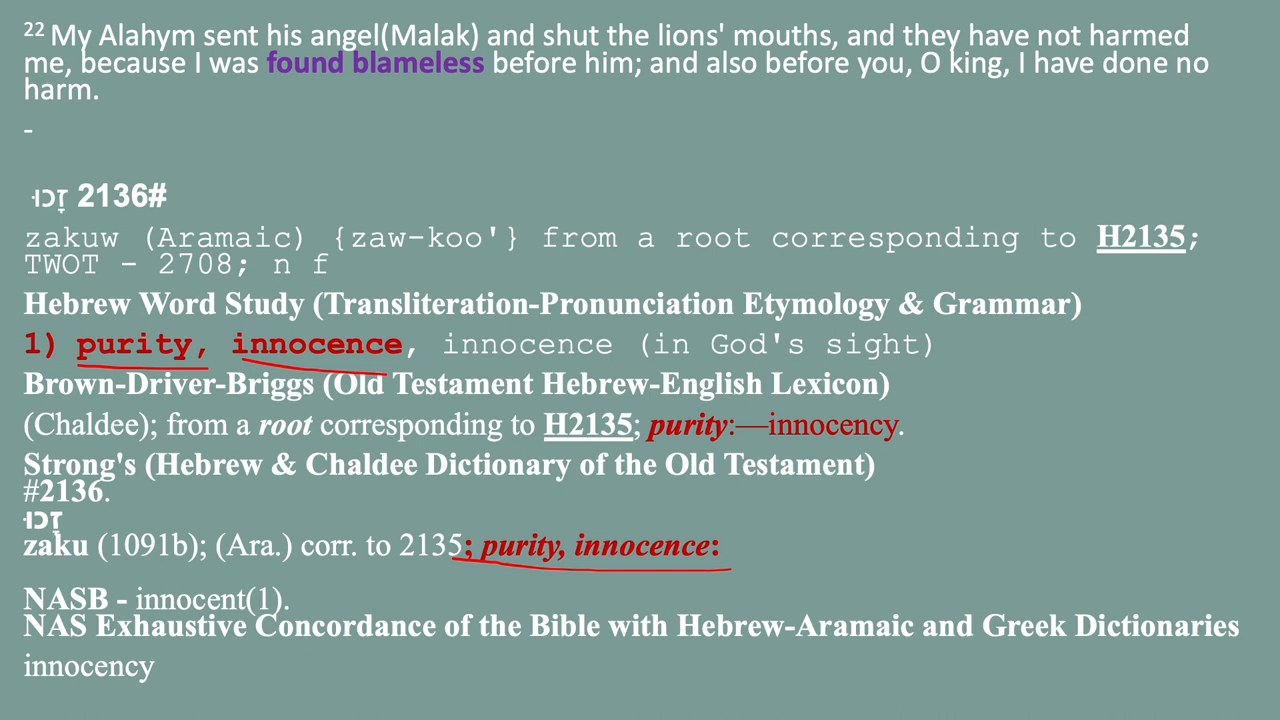 22 My Alahym sent his angel(Malak) and shut the lions' mouths, and they have not harmed
me, because I was found blameless before him; and also before you, O king, I have done no
harm.
-
זָכוּ 2136#
zakuw (Aramaic) {zaw-koo'} from a root corresponding to H2135;
TWOT - 2708; n f
Hebrew Word Study (Transliteration-Pronunciation Etymology & Grammar)
1) purity, innocence, innocence (in God's sight)
Brown-Driver-Briggs (Old Testament Hebrew-English Lexicon)
(Chaldee); from a root corresponding to H2135; purity:—innocency.
Strong's (Hebrew & Chaldee Dictionary of the Old Testament)
#2136.
זָכוּ
zaku (1091b); (Ara.) corr. to 2135; purity, innocence:
NASB - innocent(1).
NAS Exhaustive Concordance of the Bible with Hebrew-Aramaic and Greek Dictionaries
innocency